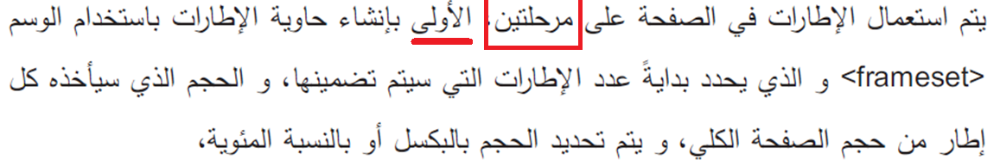 يتم استعمال الإطارات في الصفحة على مرحلتين، الأولى بإنشاء حاوية الإطارات باستخدام الوسم
<frameset> و الذي يحدد بدايةً عدد الإطارات التي سيتم تضمينها، و الحجم الذي سيأخذه كل
إطار من حجم الصفحة الكلي، و يتم تحديد الحجم بالبكسل أو بالنسبة المئوية،